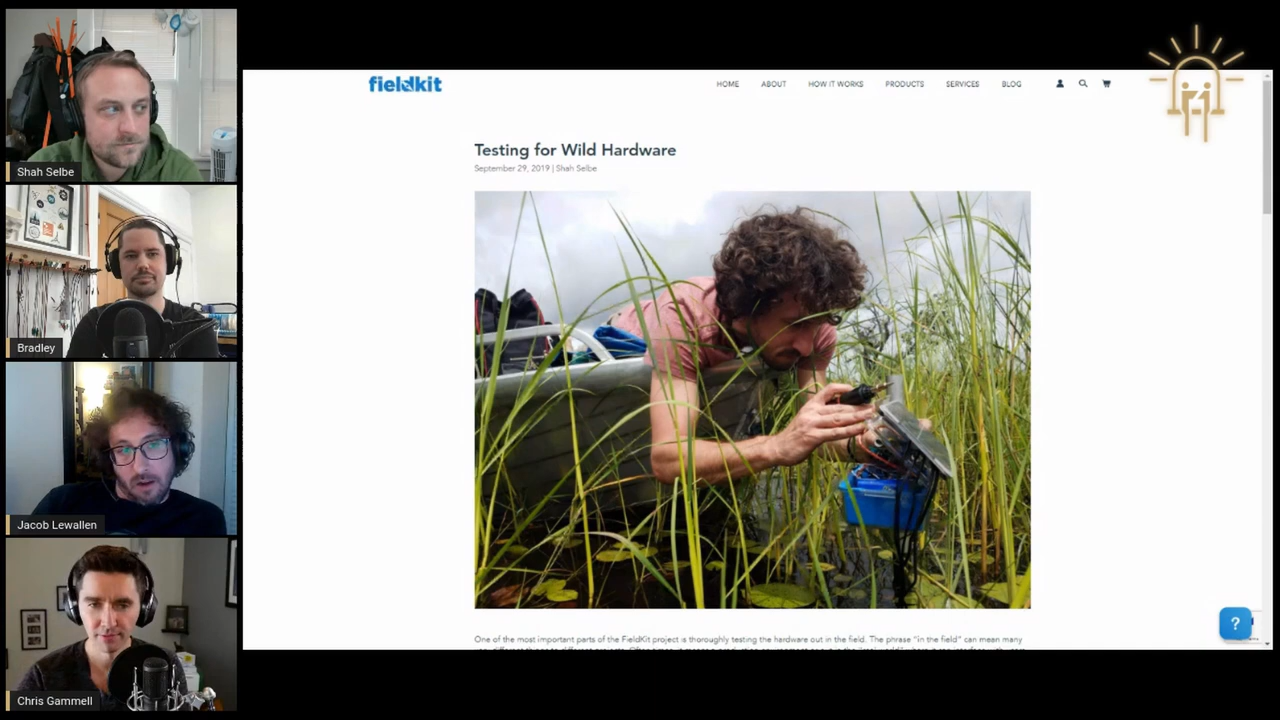 Shah Selbe
Bradley
Jacob Lewallen
Chris Gammell
fieldkit
HOME ABOUT HOW IT WORKS PRODUCTS SERVICES BLOG
Testing for Wild Hardware
September 29, 2019 | Shah Selbe
One of the most important parts of the FieldKit project is thoroughly testing the hardware out in the field. The phrase "in the field" can mean many
?